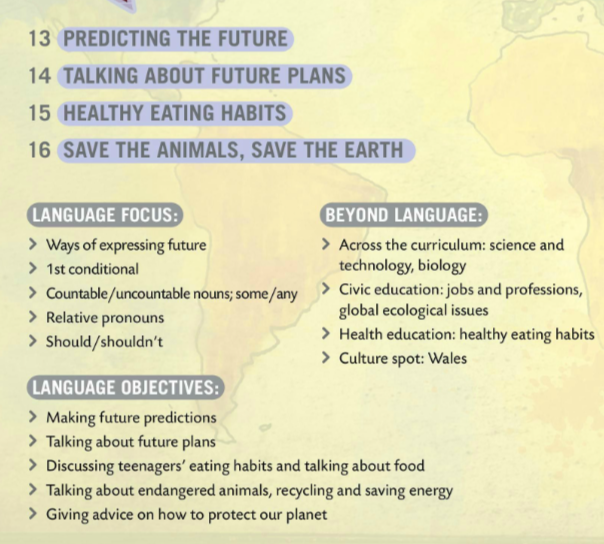 13 PREDICTING THE FUTURE
14 TALKING ABOUT FUTURE PLANS
15 HEALTHY EATING HABITS
16 SAVE THE ANIMALS, SAVE THE EARTH
LANGUAGE FOCUS:
> Ways of expressing future
> 1st conditional
> Countable/uncountable nouns; some/any
> Relative pronouns
> Should/shouldn't
BEYOND LANGUAGE:
> Across the curriculum: science and
technology, biology
> Civic education: jobs and professions,
global ecological issues
> Health education: healthy eating habits
> Culture spot: Wales
LANGUAGE OBJECTIVES:
> Making future predictions
> Talking about future plans
> Discussing teenagers' eating habits and talking about food
> Talking about endangered animals, recycling and saving energy
> Giving advice on how to protect our planet